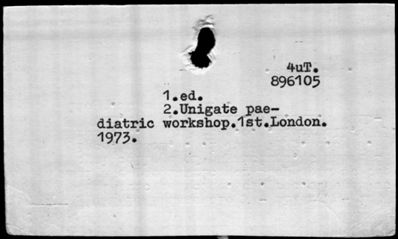 4uT.
896105
1.ed.
2.Unigate pae-
diatric workshop.1st.London.
1973.